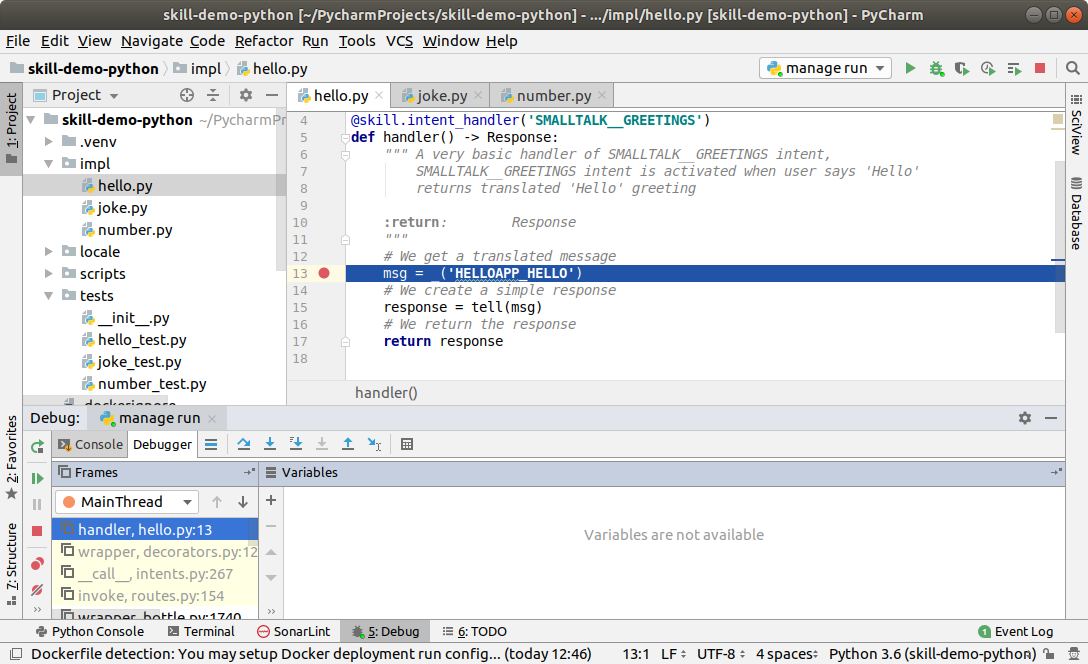 skill-demo-python [~/PycharmProjects/skill-demo-python] - .../impl/hello.py [skill-demo-python] - PyCharm
File Edit View Navigate Code Refactor Run Tools VCS Window Help
skill-demo-python impl hello.py manage run
1: Project
Project
hello.py joke.py number.py
skill-demo-python ~/PycharmPr
.venv
impl
hello.py
joke.py
number.py
locale
scripts
tests
__init__.py
hello_test.py
joke_test.py
number_test.py
.dockerignore
4 @skill.intent_handler('SMALLTALK__GREETINGS')
5 def handler() -> Response:
6 """ A very basic handler of SMALLTALK__GREETINGS intent,
7 SMALLTALK__GREETINGS intent is activated when user says 'Hello'
8 returns translated 'Hello' greeting
9
10 :return: Response
11 """
12 # We get a translated message
13 msg = _('HELLOAPP_HELLO')
14 # We create a simple response
15 response = tell(msg)
16 # We return the response
17 return response
18
handler()
SciView
Database
2: Favorites
7: Structure
Debug: manage run
Console Debugger
Frames
Variables
MainThread
handler, hello.py:13
wrapper, decorators.py:12
__call__, intents.py:267
invoke, routes.py:154
wrapper, bottle.py:1740
Variables are not available
Python Console Terminal SonarLint 5: Debug 6: TODO 1 Event Log
Dockerfile detection: You may setup Docker deployment run config... (today 12:46) 13:1 LF UTF-8 4 spaces Python 3.6 (skill-demo-python)